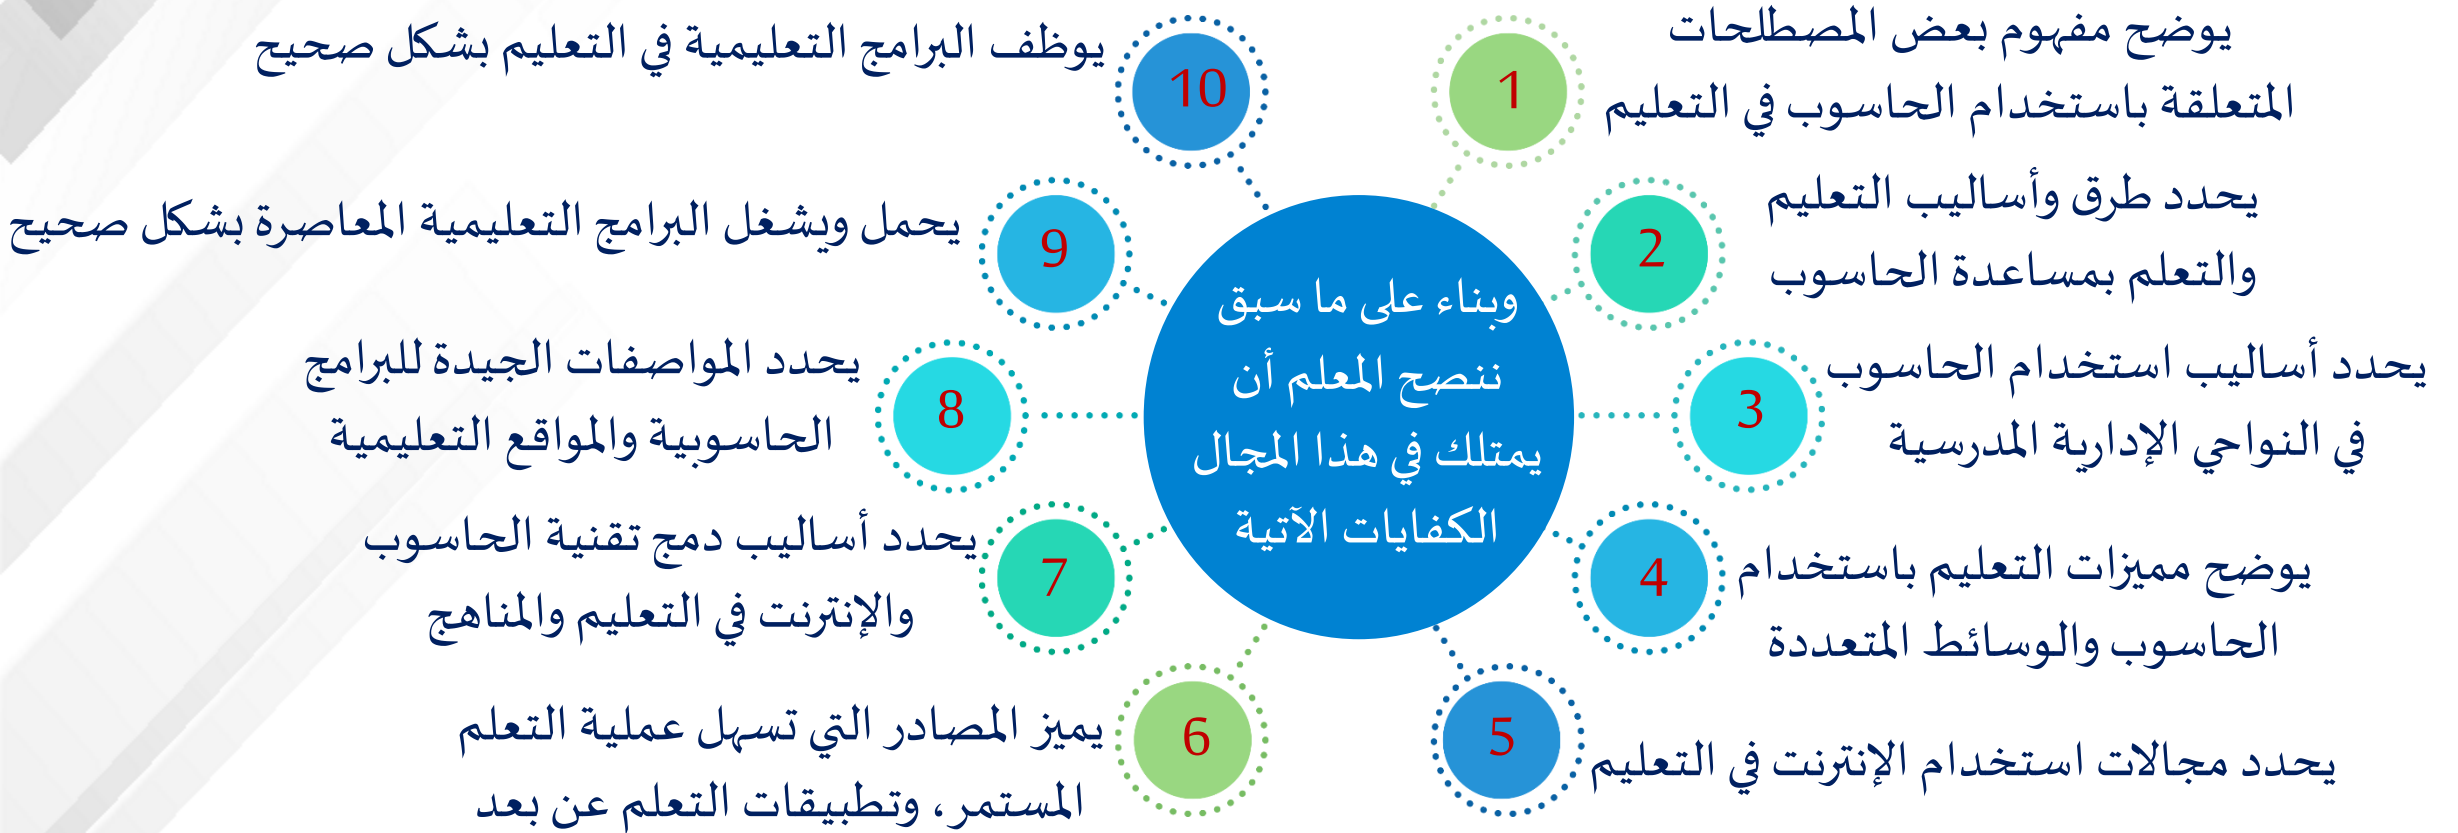 وبناء على ما سبق
ننصح المعلم أن
يمتلك في هذا المجال
الكفايات الآتية
1
يوضح مفهوم بعض المصطلحات
المتعلقة باستخدام الحاسوب في التعليم
2
يحدد طرق وأساليب التعليم
والتعلم بمساعدة الحاسوب
3
يحدد أساليب استخدام الحاسوب
في النواحي الإدارية المدرسية
4
يوضح مميزات التعليم باستخدام
الحاسوب والوسائط المتعددة
5
يحدد مجالات استخدام الإنترنت في التعليم
6
يميز المصادر التي تسهل عملية التعلم
المستمر، وتطبيقات التعلم عن بعد
7
يحدد أساليب دمج تقنية الحاسوب
والإنترنت في التعليم والمناهج
8
يحدد المواصفات الجيدة للبرامج
الحاسوبية والمواقع التعليمية
9
يحمل ويشغل البرامج التعليمية المعاصرة بشكل صحيح
10
يوظف البرامج التعليمية في التعليم بشكل صحيح